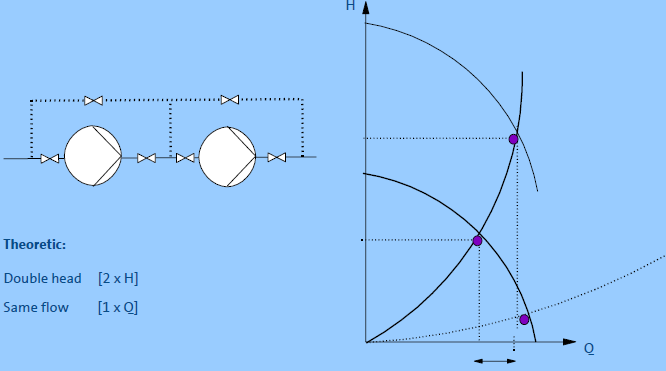 H
Theoretic:
Double head [2 x H]
Same flow [1 x Q]
Q